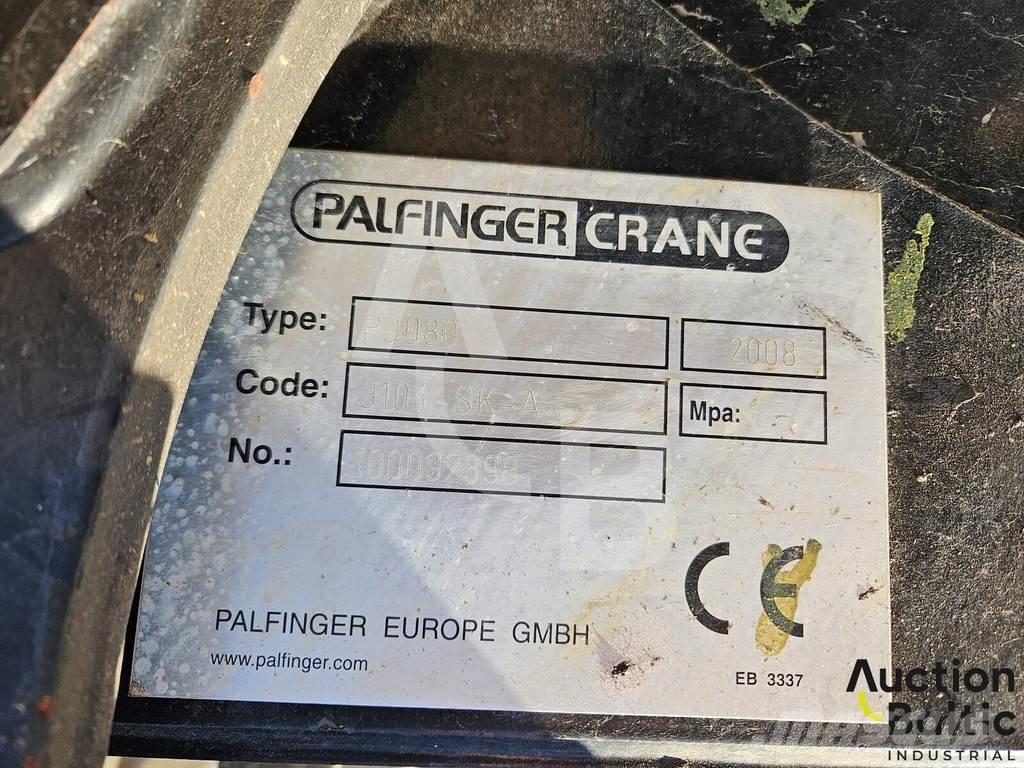 PALFINGER CRANE
Type: PJ080 2008
Code: J104-SK-A Mpa:
No.: 100092398
CE
PALFINGER EUROPE GMBH
www.palfinger.com
EB 3337
Auction
Baltic
INDUSTRIAL